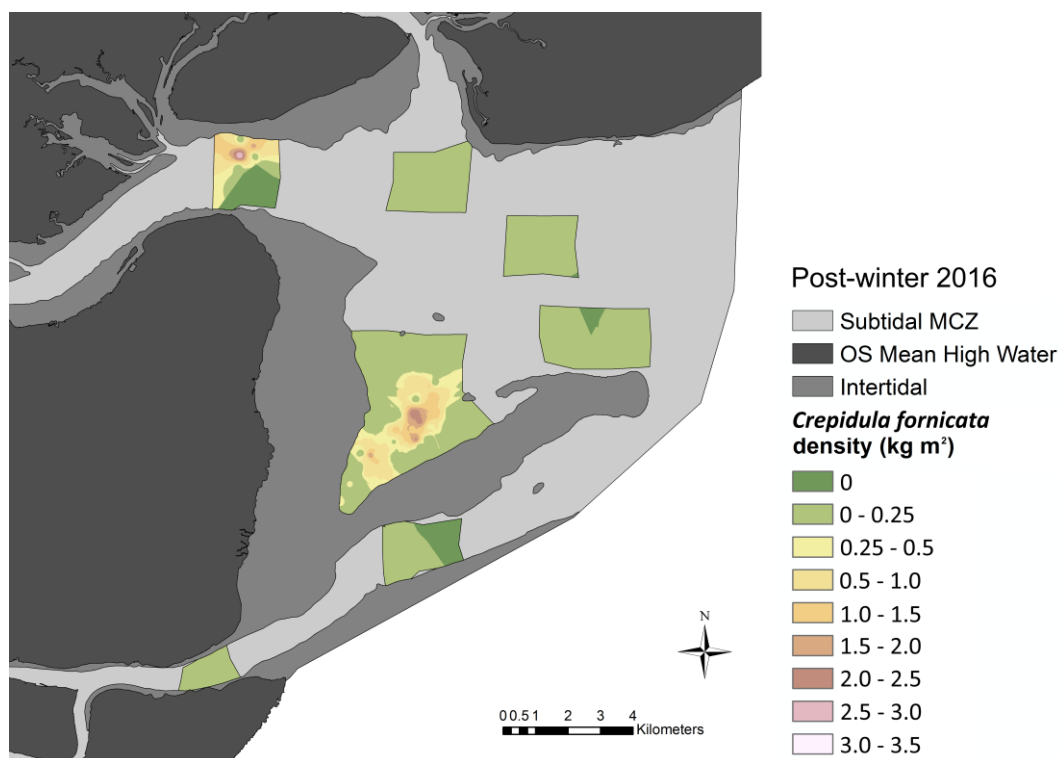 Post-winter 2016
Subtidal MCZ
OS Mean High Water
Intertidal
Crepidula fornicata
density (kg m²)
0
0 - 0.25
0.25 - 0.5
0.5 - 1.0
1.0 - 1.5
1.5 - 2.0
2.0 - 2.5
2.5 - 3.0
3.0 - 3.5
N
0 0.5 1 2 3 4
Kilometers